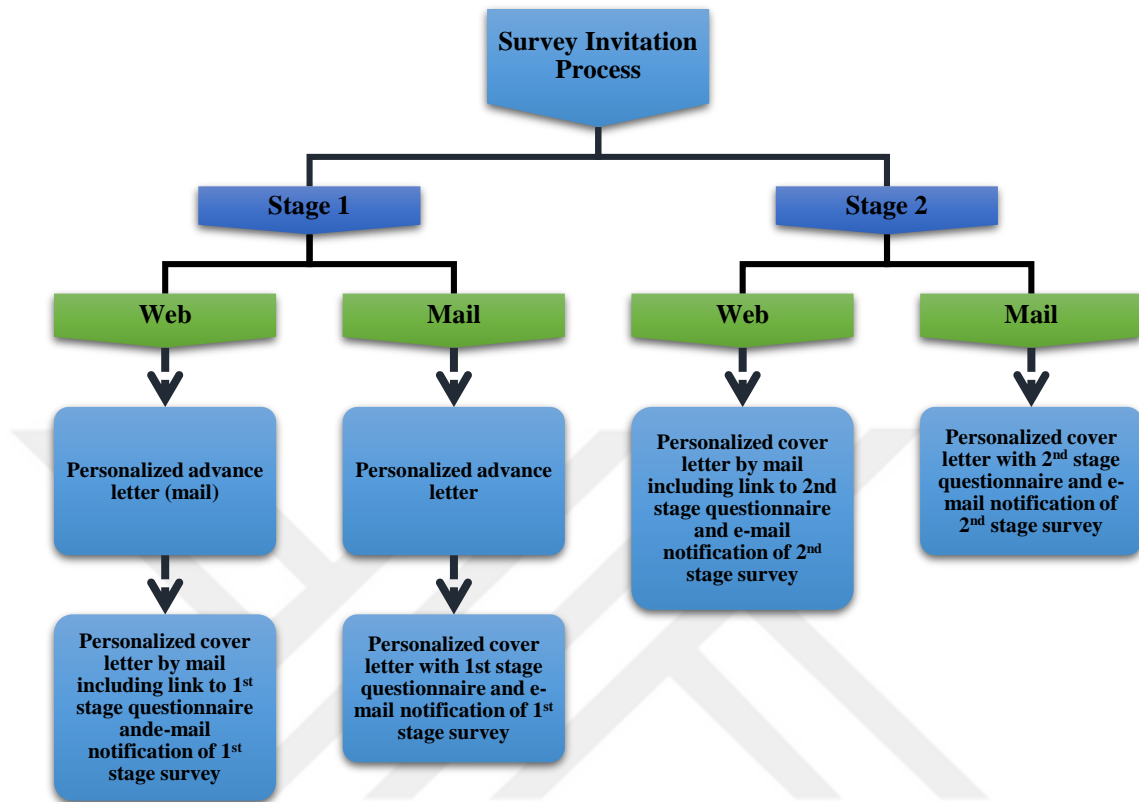 Survey Invitation
Process
Stage 1
Stage 2
Web
Mail
Web
Mail
Personalized advance
letter (mail)
Personalized advance
letter
Personalized cover
letter by mail
including link to 2nd
stage questionnaire
and e-mail
notification of 2nd
stage survey
Personalized cover
letter with 2nd stage
questionnaire and e-
mail notification of
2nd stage survey
Personalized cover
letter by mail
including link to 1st
stage questionnaire
ande-mail
notification of 1st
stage survey
Personalized cover
letter with 1st stage
questionnaire and e-
mail notification of 1st
stage survey